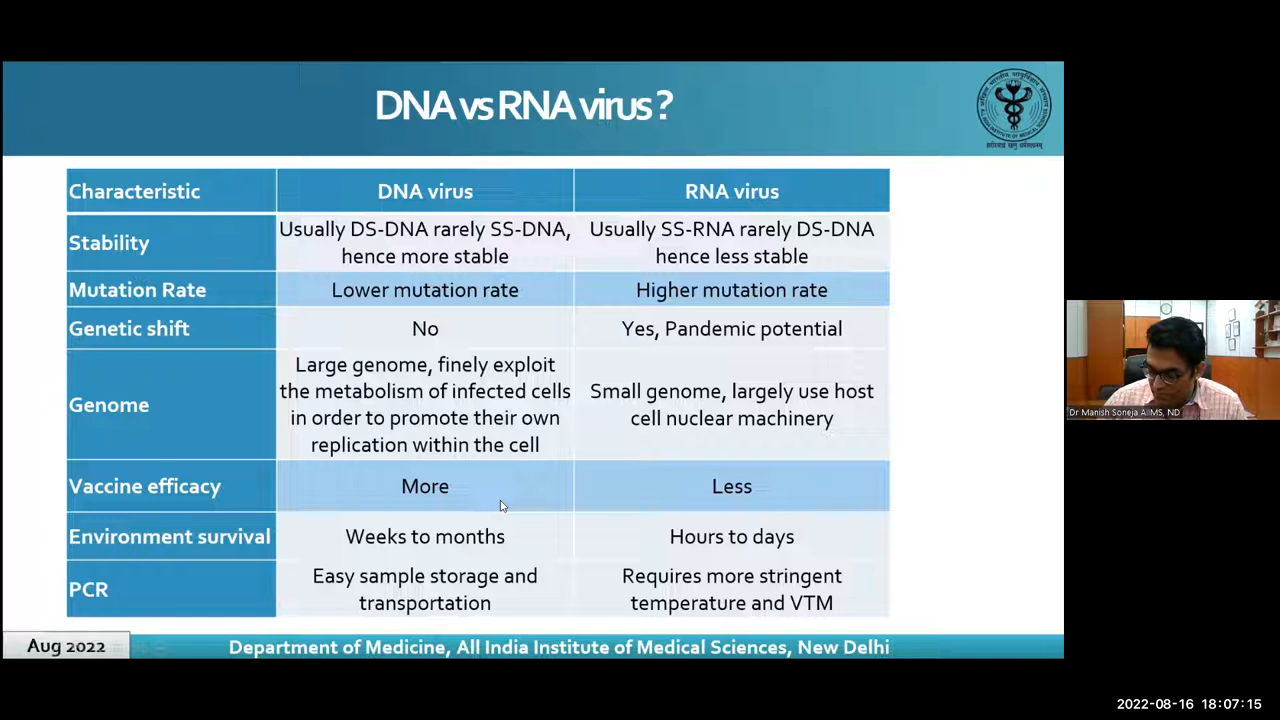 DNA vs RNA virus ?
Characteristic
DNA virus
RNA virus
Stability
Usually DS-DNA rarely SS-DNA,
hence more stable
Usually SS-RNA rarely DS-DNA
hence less stable
Mutation Rate
Lower mutation rate
Higher mutation rate
Genetic shift
No
Yes, Pandemic potential
Genome
Large genome, finely exploit
the metabolism of infected cells
in order to promote their own
replication within the cell
Small genome, largely use host
cell nuclear machinery
Vaccine efficacy
More
Less
Environment survival
Weeks to months
Hours to days
PCR
Easy sample storage and
transportation
Requires more stringent
temperature and VTM
Aug 2022
Department of Medicine, All India Institute of Medical Sciences, New Delhi
Dr Manish Soneja AIIMS, ND
2022-08-16 18:07:15